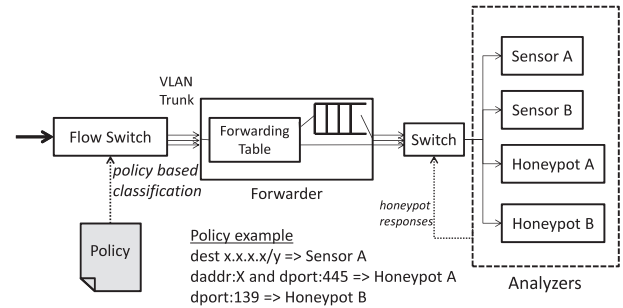 VLAN
Trunk
Flow Switch
Forwarding
Table
Forwarder
Switch
Sensor A
Sensor B
Honeypot A
Honeypot B
Analyzers
policy based
classification
honeypot
responses
Policy
Policy example
dest x.x.x.x/y => Sensor A
daddr:X and dport:445 => Honeypot A
dport:139 => Honeypot B